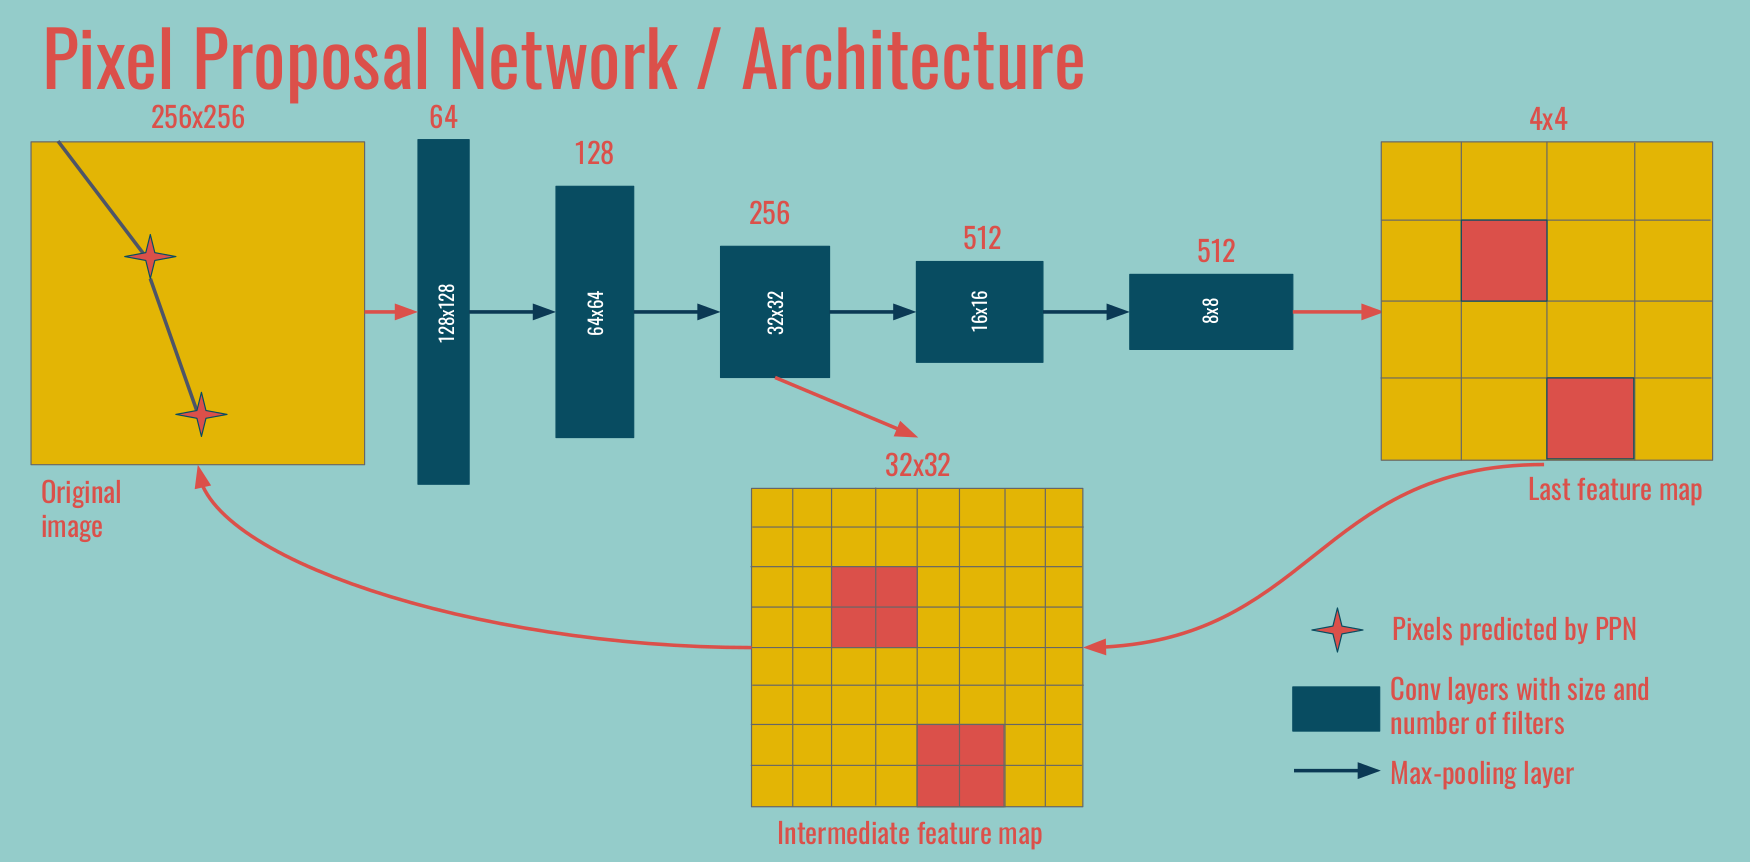 Pixel Proposal Network / Architecture
256x256
64
128
256
512
512
4x4
128x128
64x64
32x32
16x16
8x8
Original
image
32x32
Last feature map
Intermediate feature map
Pixels predicted by PPN
Conv layers with size and
number of filters
Max-pooling layer